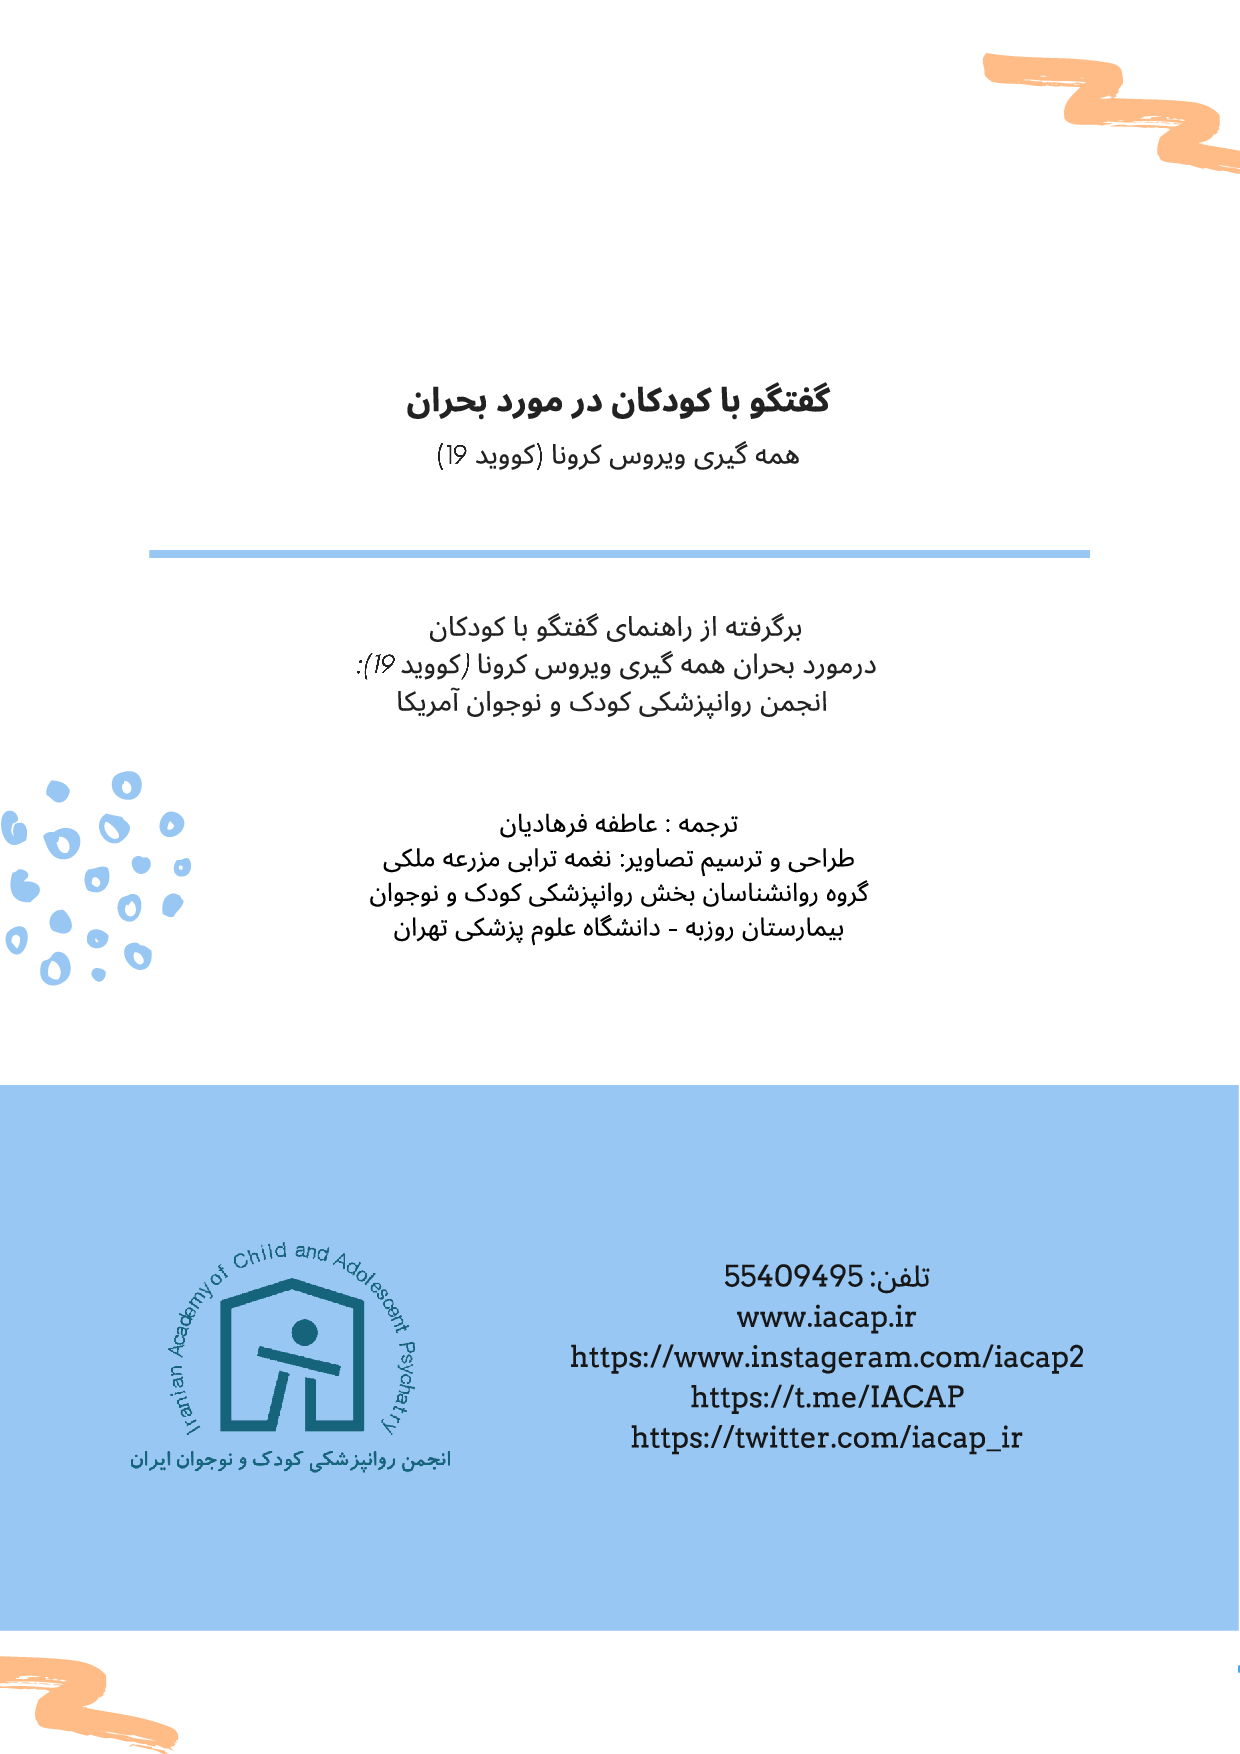 گفتگو با کودکان در مورد بحران
همه گیری ویروس کرونا (کووید 19)
برگرفته از راهنمای گفتگو با کودکان
درمورد بحران همه گیری ویروس کرونا (کووید 19):
انجمن روانپزشکی کودک و نوجوان آمریکا
ترجمه : عاطفه فرهادیان
طراحی و ترسیم تصاویر: نغمه ترابی مزرعه ملکی
گروه روانشناسان بخش روانپزشکی کودک و نوجوان
بیمارستان روزبه - دانشگاه علوم پزشکی تهران
تلفن: 55409495
www.iacap.ir
https://www.instageram.com/iacap2
https://t.me/IACAP
https://twitter.com/iacap_ir
Iranian Academy of Child and Adolescent Psychatry
انجمن روانپزشکی کودک و نوجوان ایران